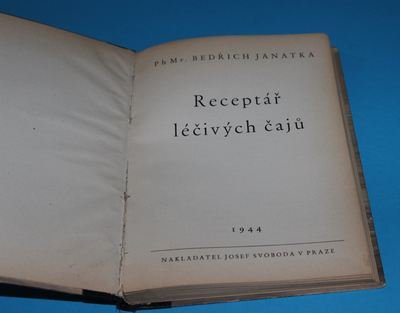 PhMr. BEDŘICH JANATKA
Receptář
léčivých čajů
1944
NAKLADATEL JOSEF SVOBODA V PRAZE